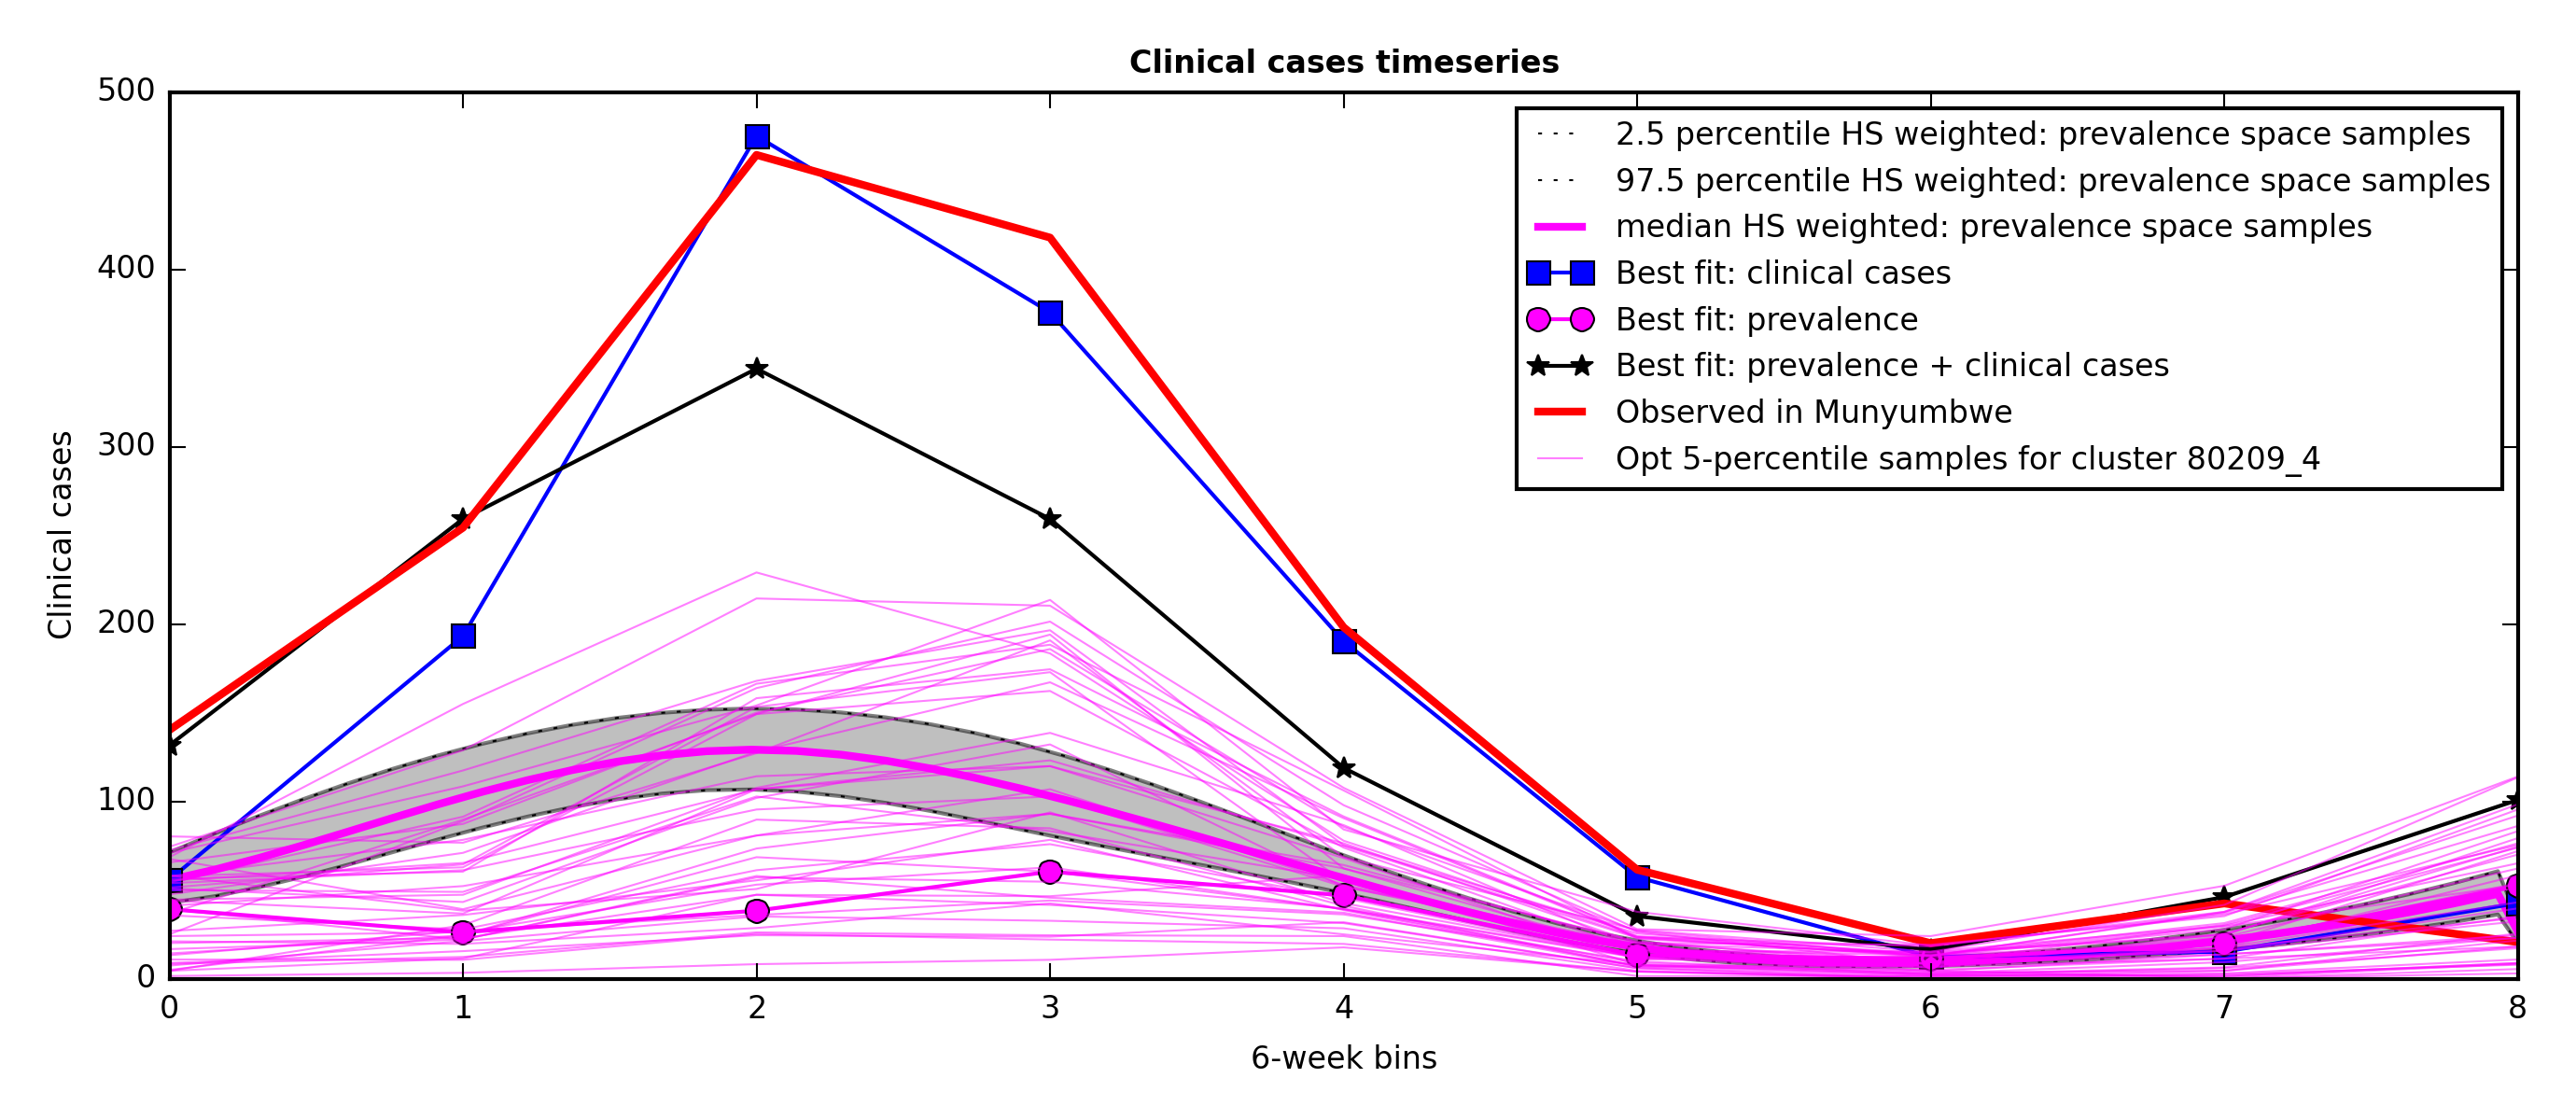 Clinical cases timeseries
500
400
300
200
100
0
Clinical cases
2.5 percentile HS weighted: prevalence space samples
97.5 percentile HS weighted: prevalence space samples
median HS weighted: prevalence space samples
Best fit: clinical cases
Best fit: prevalence
Best fit: prevalence + clinical cases
Observed in Munyumbwe
Opt 5-percentile samples for cluster 80209_4
0 1 2 3 4 5 6 7 8
6-week bins